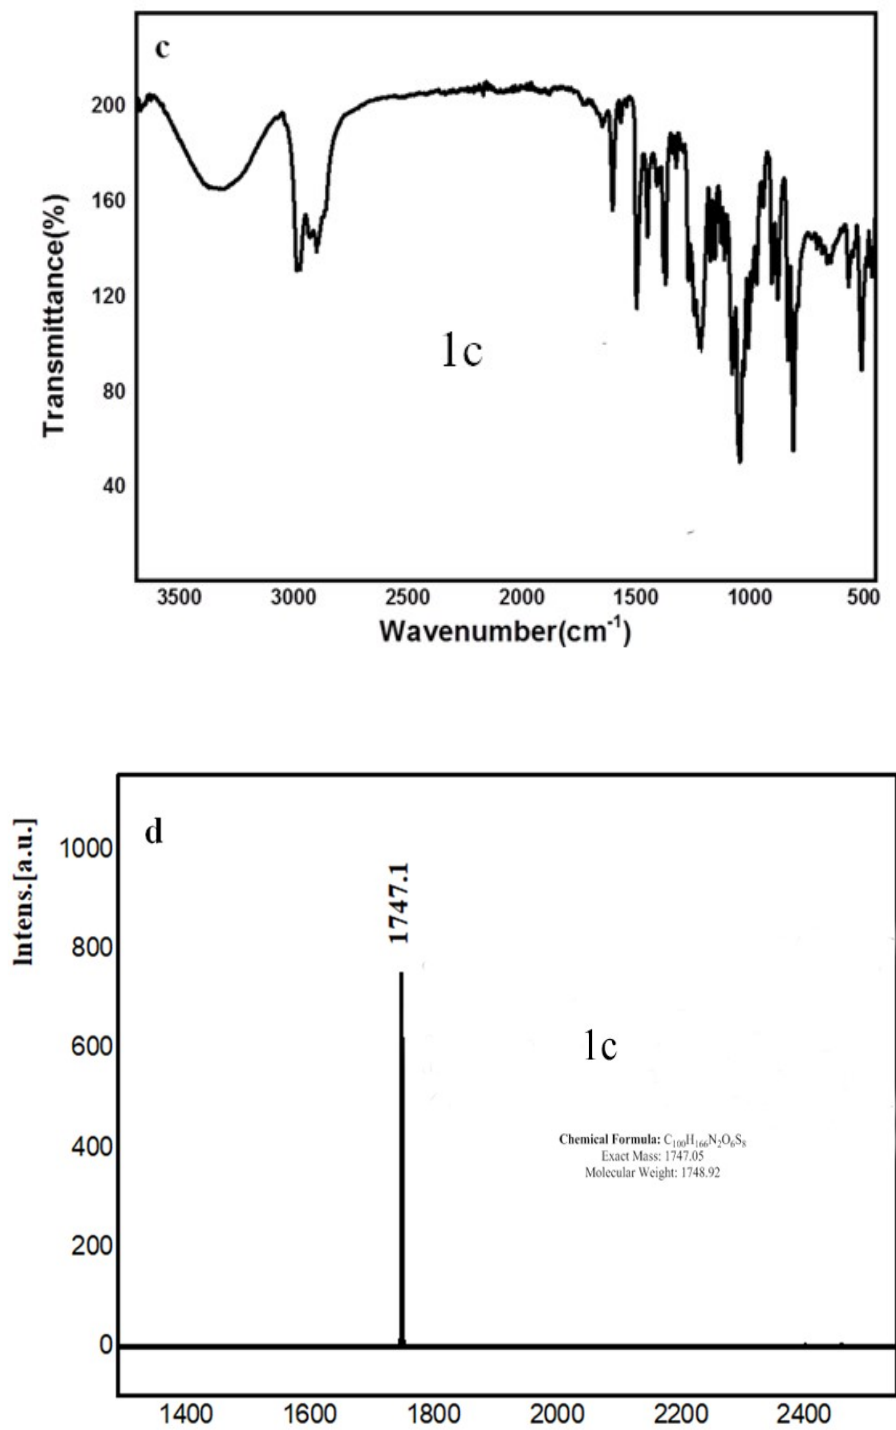 c
200
160
120
80
40
Transmittance(%)
1c
3500 3000 2500 2000 1500 1000 500
Wavenumber(cm⁻¹)
d
Intens.[a.u.]
1000
800
600
400
200
0
1747.1
1c
Chemical Formula: C₁₀₀H₁₆₆N₂O₆S₈
Exact Mass: 1747.05
Molecular Weight: 1748.92
1400 1600 1800 2000 2200 2400